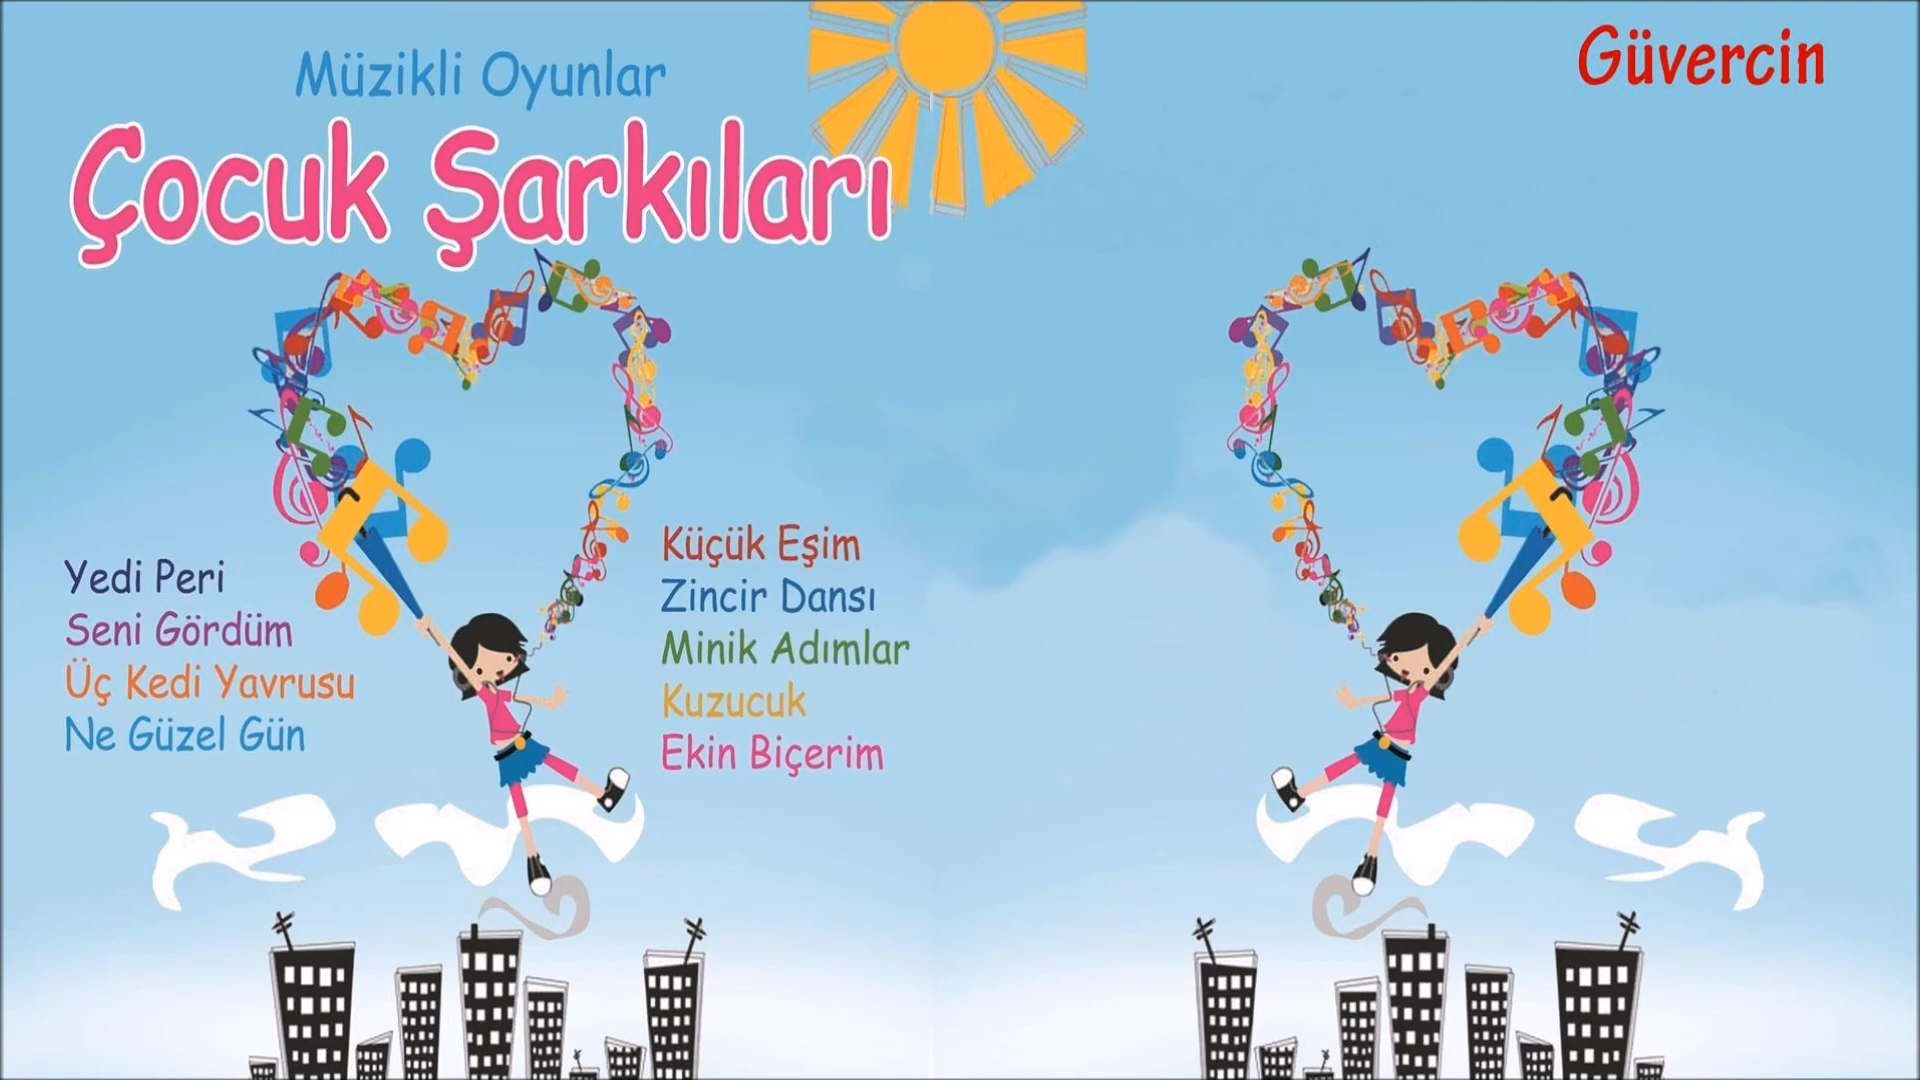 Müzikli Oyunlar
Çocuk Şarkıları
Güvercin
Yedi Peri
Seni Gördüm
Üç Kedi Yavrusu
Ne Güzel Gün
Küçük Eşim
Zincir Dansı
Minik Adımlar
Kuzucuk
Ekin Biçerim